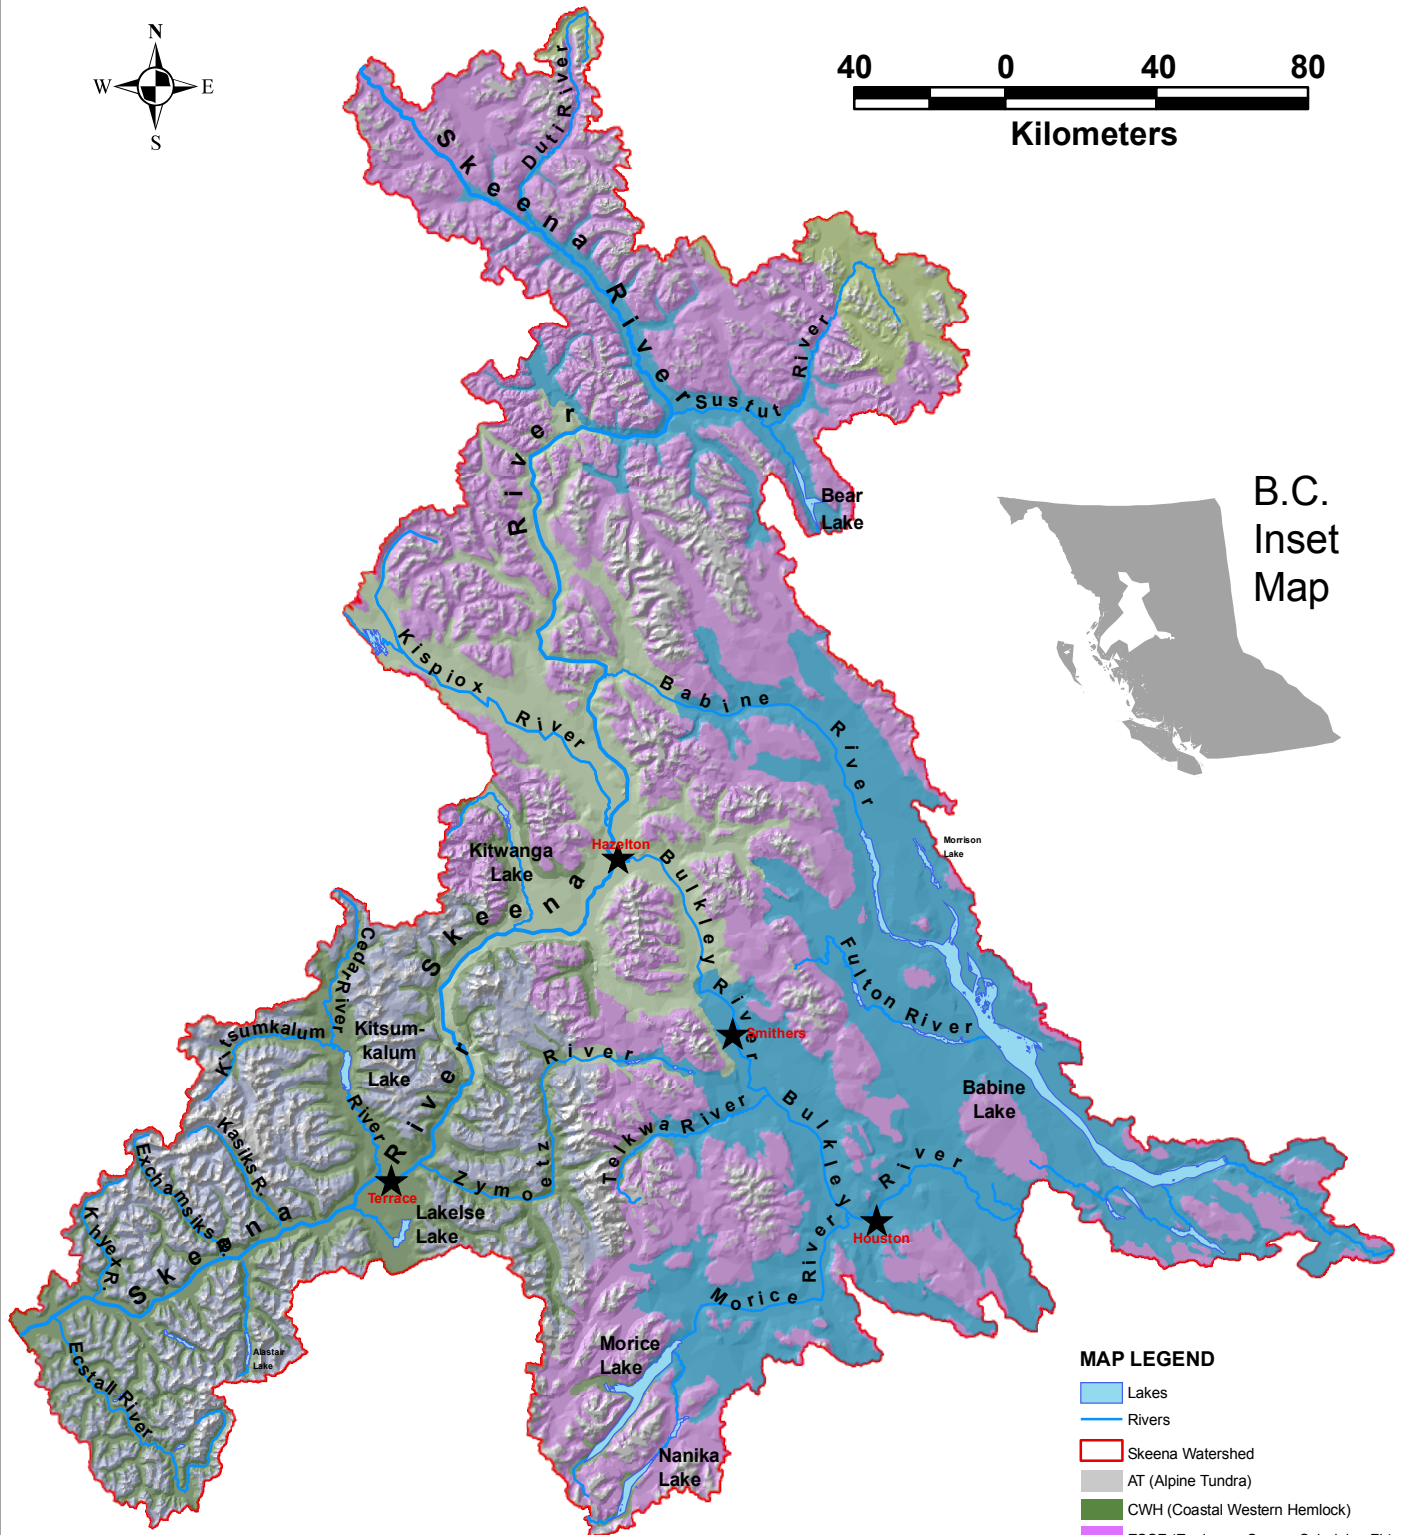 N
W E
S
40 0 40 80
Kilometers
Duti River
Skeena River
River
Sustut
River
Bear
Lake
B.C.
Inset
Map
Kispiox River
Babine River
Morrison
Lake
Kitwanga
Lake
Hazelton
Bulkley River
Skeena River
Cedar River
Fulton River
Kitsumkalum River
Kitsum-
kalum
Lake
Smithers
River
Babine
Lake
Telkwa River
Bulkley River
Kasiks R.
Exchamsiks R.
Zymoetz
Terrace
Lakelse
Lake
Khyex R.
Skeena
Houston
Morice River
Morice
Lake
Alastair
Lake
Ecstall River
Nanika
Lake
MAP LEGEND
Lakes
Rivers
Skeena Watershed
AT (Alpine Tundra)
CWH (Coastal Western Hemlock)